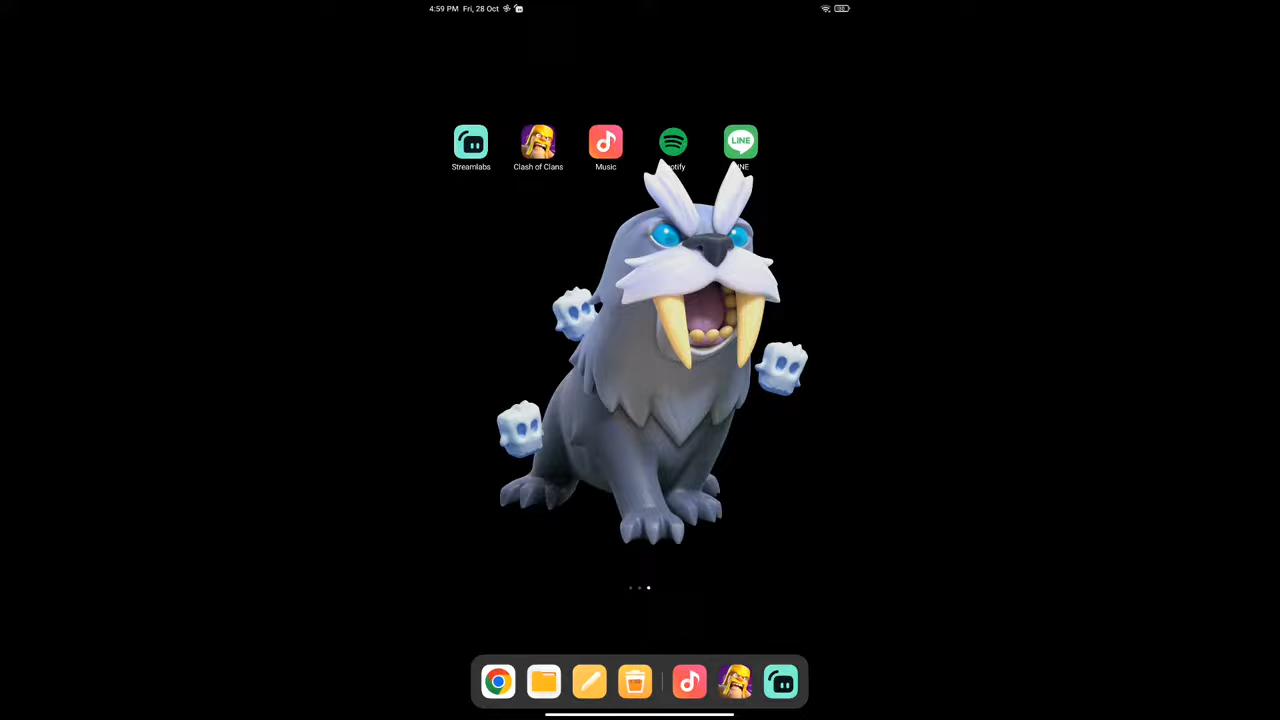 4:59 PM Fri, 28 Oct
LINE
Streamlabs
Clash of Clans
Music